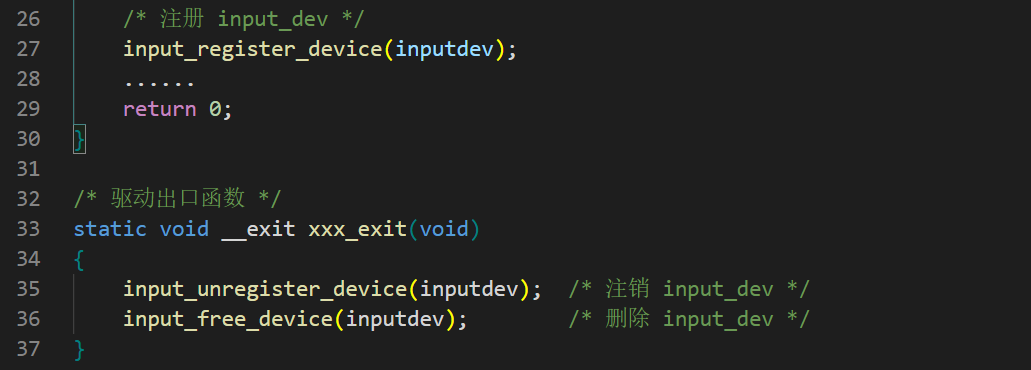 26 /* 注册 input_dev */
27 input_register_device(inputdev);
28 ......
29 return 0;
30 }
31
32 /* 驱动出口函数 */
33 static void __exit xxx_exit(void)
34 {
35 input_unregister_device(inputdev); /* 注销 input_dev */
36 input_free_device(inputdev); /* 删除 input_dev */
37 }